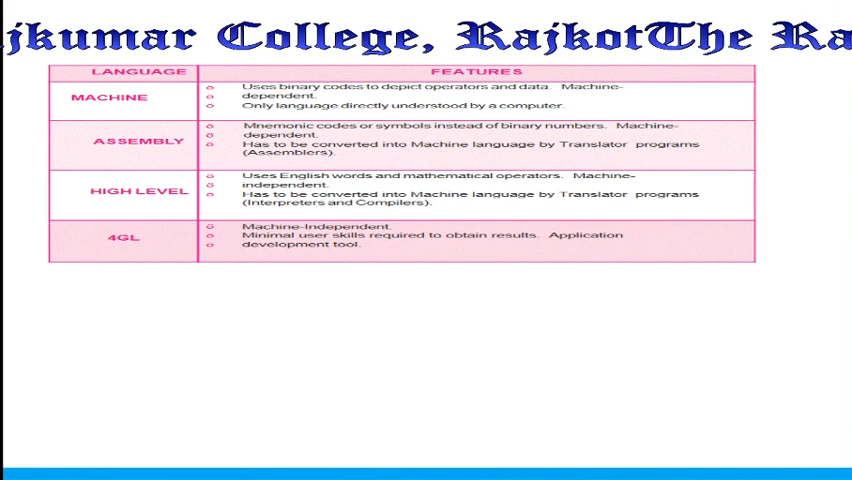 ajkumar College, RajkotThe Ra
LANGUAGE FEATURES
MACHINE
ö Uses binary codes to depict operators and data. Machine-
ö dependent.
ö Only language directly understood by a computer.
ASSEMBLY
ö Mnemonic codes or symbols instead of binary numbers. Machine-
ö dependent.
ö Has to be converted into Machine language by Translator programs
(Assemblers).
HIGH LEVEL
ö Uses English words and mathematical operators. Machine-
ö independent.
ö Has to be converted into Machine language by Translator programs
(Interpreters and Compilers).
4GL
ö Machine-Independent.
ö Minimal user skills required to obtain results. Application
ö development tool.